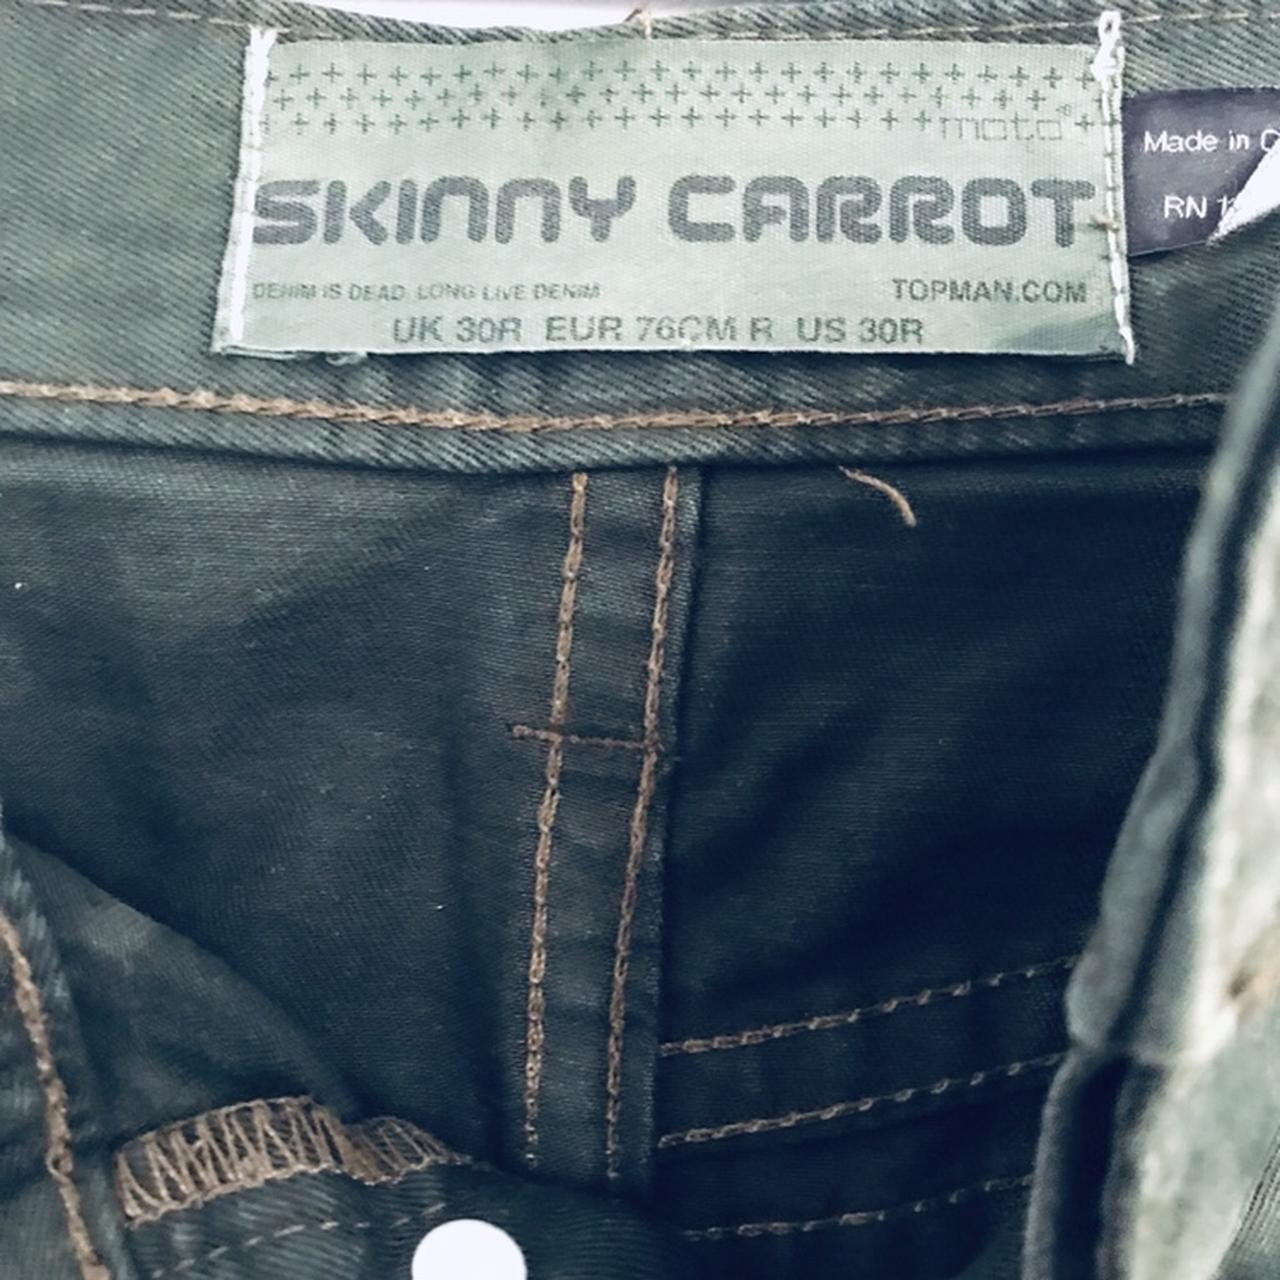 moto®
SKINNY CARROT
DENIM IS DEAD. LONG LIVE DENIM
TOPMAN.COM
UK 30R EUR 76CM R US 30R
Made in
RN